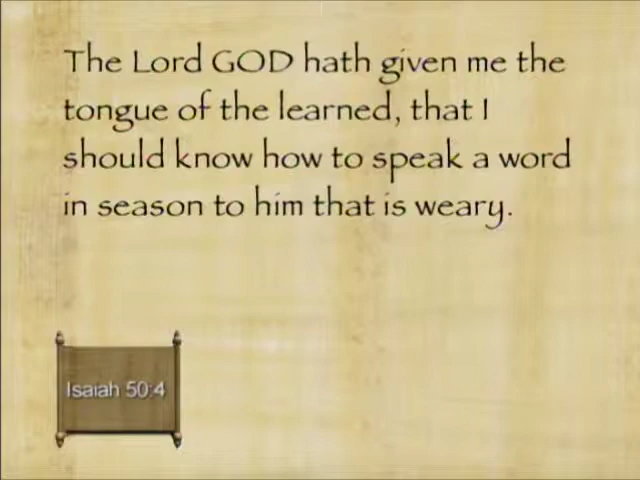 The Lord GOD hath given me the
tongue of the learned, that I
should know how to speak a word
in season to him that is weary.
Isaiah 50:4